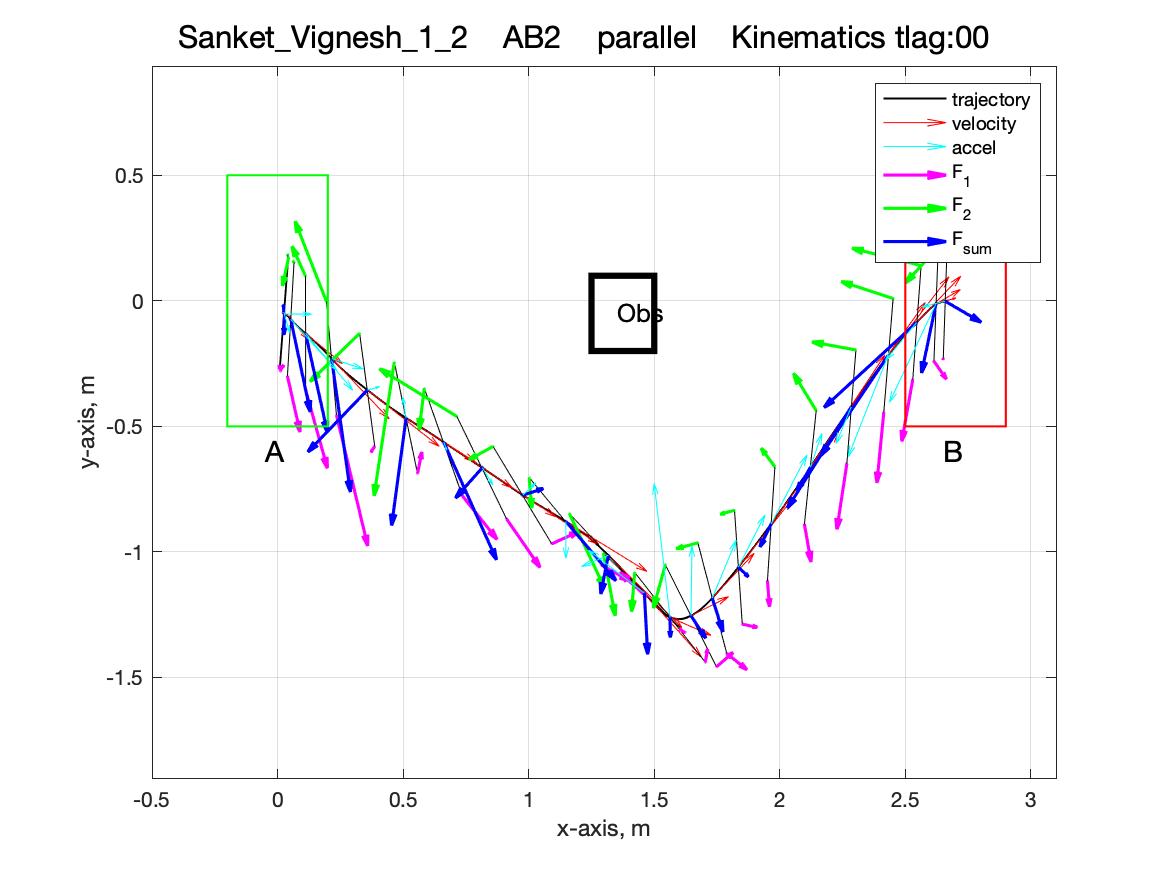 Sanket_Vignesh_1_2 AB2 parallel Kinematics tlag:00
trajectory
velocity
accel
F1
F2
Fsum
0.5
0
-0.5
-1
-1.5
y-axis, m
Obs
A
B
-0.5 0 0.5 1 1.5 2 2.5 3
x-axis, m